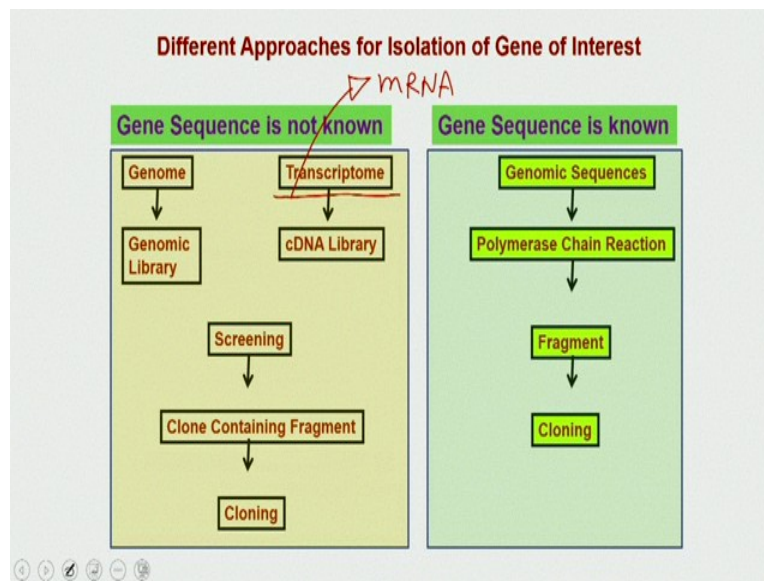 Different Approaches for Isolation of Gene of Interest
mRNA
Gene Sequence is not known
Gene Sequence is known
Genome
Transcriptome
Genomic
Library
cDNA Library
Screening
Clone Containing Fragment
Cloning
Genomic Sequences
Polymerase Chain Reaction
Fragment
Cloning